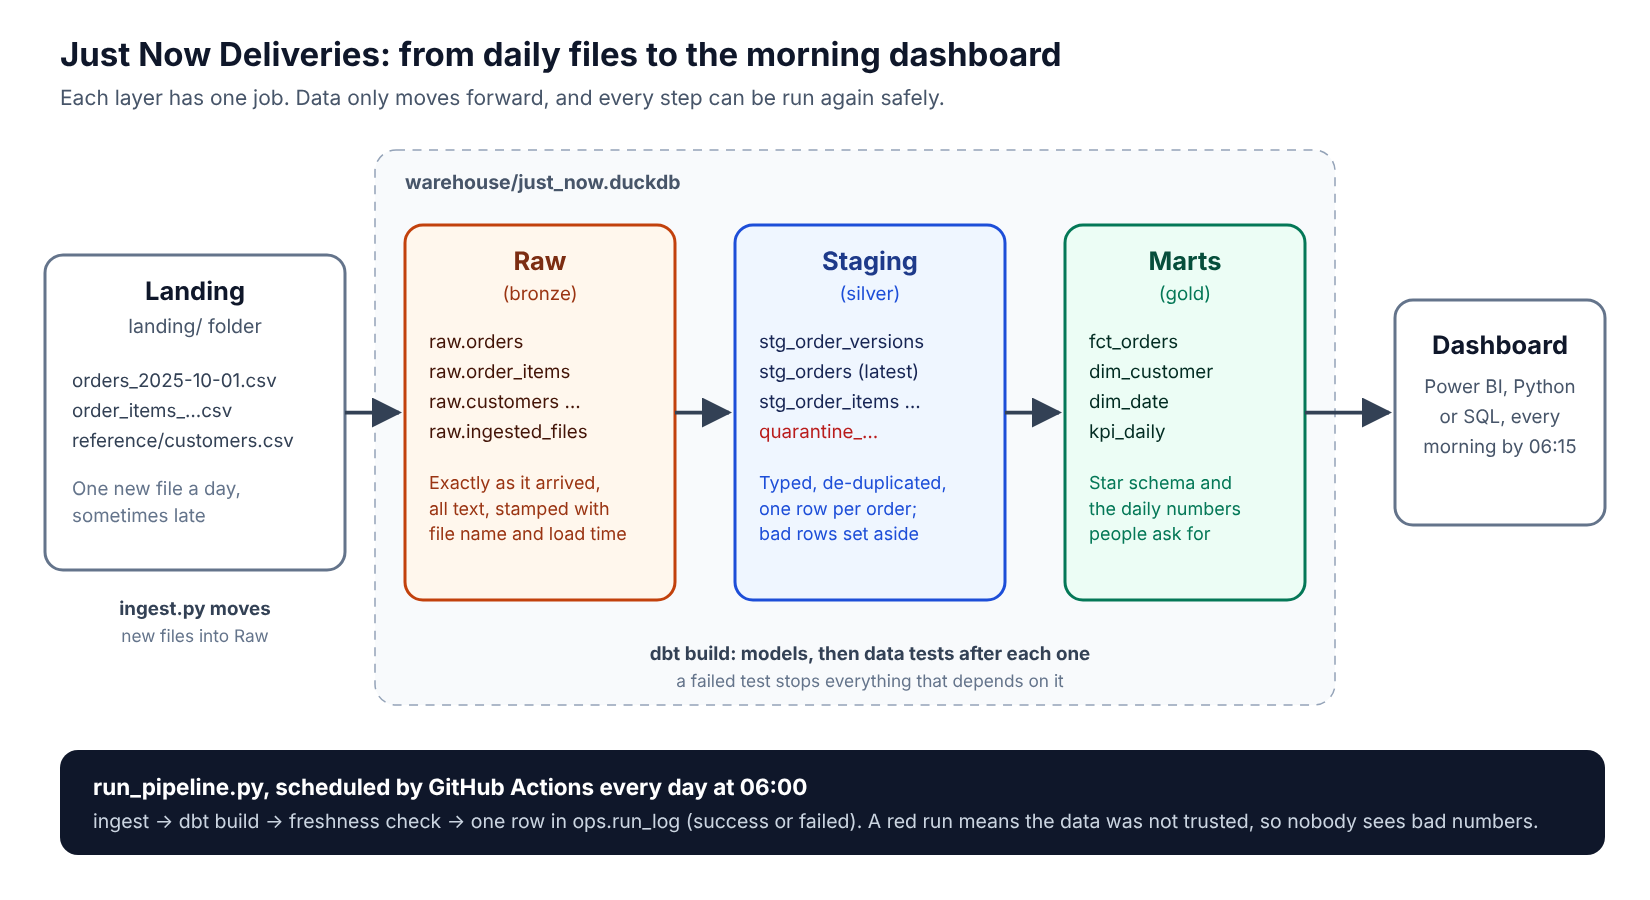 Just Now Deliveries: from daily files to the morning dashboard
Each layer has one job. Data only moves forward, and every step can be run again safely.
Landing
landing/ folder
orders_2025-10-01.csv
order_items_...csv
reference/customers.csv
One new file a day,
sometimes late
ingest.py moves
new files into Raw
warehouse/just_now.duckdb
Raw
(bronze)
raw.orders
raw.order_items
raw.customers ...
raw.ingested_files
Exactly as it arrived,
all text, stamped with
file name and load time
Staging
(silver)
stg_order_versions
stg_orders (latest)
stg_order_items ...
quarantine_...
Typed, de-duplicated,
one row per order;
bad rows set aside
Marts
(gold)
fct_orders
dim_customer
dim_date
kpi_daily
Star schema and
the daily numbers
people ask for
dbt build: models, then data tests after each one
a failed test stops everything that depends on it
Dashboard
Power BI, Python
or SQL, every
morning by 06:15
run_pipeline.py, scheduled by GitHub Actions every day at 06:00
ingest → dbt build → freshness check → one row in ops.run_log (success or failed). A red run means the data was not trusted, so nobody sees bad numbers.